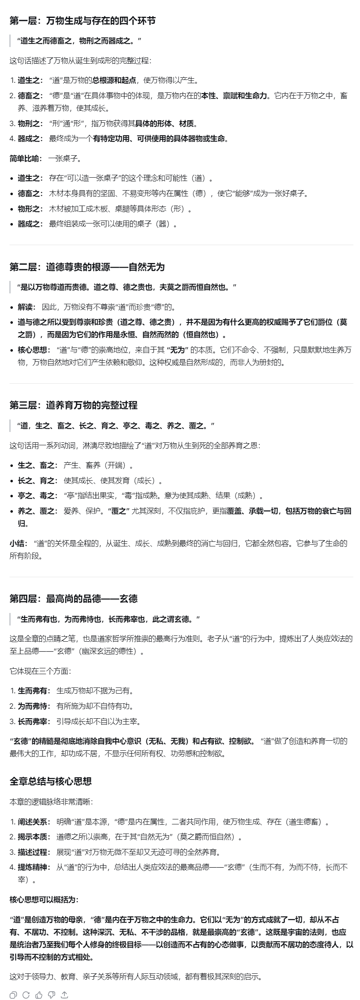 第一层：万物生成与存在的四个环节
“道生之而德畜之，物刑之而器成之。”
这句话描述了万物从诞生到成形的完整过程：
1. 道生之： “道”是万物的总根源和起点，使万物得以产生。
2. 德畜之： “德”是“道”在具体事物中的体现，是万物内在的本性、禀赋和生命力。它内在于万物之中，畜
养、滋养着万物，使其成长。
3. 物刑之： “刑”通“形”，指万物获得其具体的形体、材质。
4. 器成之： 最终成为一个有特定功用、可供使用的具体器物或生命。
简单比喻： 一张桌子。
• 道生之： 存在“可以造一张桌子”的这个理念和可能性（道）。
• 德畜之： 木材本身具有的坚固、不易变形等内在属性（德），使它“能够”成为一张好桌子。
• 物形之： 木材被加工成木板、桌腿等具体形态（形）。
• 器成之： 最终组装成一张可以使用的桌子（器）。
第二层：道德尊贵的根源——自然无为
“是以万物尊道而贵德。道之尊、德之贵也，夫莫之爵而恒自然也。”
• 解读： 因此，万物没有不尊崇“道”而珍贵“德”的。
• 道与德之所以受到尊崇和珍贵（道之尊、德之贵），并不是因为有什么更高的权威赐予了它们爵位（莫
之爵），而是因为它们的作用是永恒、自然而然的（恒自然也）。
• 核心思想： “道”与“德”的崇高地位，来自于其 “无为” 的本质。它们不命令、不强制，只是默默地生养万
物，万物自然地对它们产生依赖和敬仰。这种权威是自然形成的，而非人为册封的。
第三层：道养育万物的完整过程
“道，生之、畜之、长之、育之、亭之、毒之、养之、覆之。”
这句话用一系列动词，淋漓尽致地描绘了“道”对万物从生到死的全部养育之恩：
• 生之、畜之： 产生、畜养（开端）。
• 长之、育之： 使其成长、使其发育（成长）。
• 亭之、毒之： “亭”指结出果实，“毒”指成熟。意为使其成熟、结果（成熟）。
• 养之、覆之： 爱养、保护。“覆之” 尤其深刻，不仅指庇护，更指覆盖、承载一切，包括万物的衰亡与回
归。
小结： “道”的关怀是全程的，从诞生、成长、成熟到最终的消亡与回归，它都全然包容。它参与了生命的
所有阶段。
第四层：最高尚的品德——玄德
“生而弗有也，为而弗恃也，长而弗宰也，此之谓玄德。”
这是全章的点睛之笔，也是道家哲学所推崇的最高行为准则。老子从“道”的行为中，提炼出了人类应效法的
至上品德——“玄德”（幽深玄远的德性）。
它体现在三个方面：
1. 生而弗有： 生成万物却不据为己有。
2. 为而弗恃： 有所施为却不自恃有功。
3. 长而弗宰： 引导成长却不自以为主宰。
“玄德”的精髓是彻底地消除自我中心意识（无私、无我）和占有欲、控制欲。 “道”做了创造和养育一切的
最伟大的工作，却功成不居，不显示任何所有权、功劳感和控制欲。
全章总结与核心思想
本章的逻辑脉络非常清晰：
1. 阐述关系： 明确“道”是本源，“德”是内在属性，二者共同作用，使万物生成、存在（道生德畜）。
2. 揭示本质： 道德之所以崇高，在于其“自然无为”（莫之爵而恒自然）。
3. 描述过程： 展现“道”对万物无微不至却又无迹可寻的全然养育。
4. 提炼精神： 从“道”的行为中，总结出人类应效法的最高品德——“玄德”（生而不有，为而不恃，长而不
宰）。
核心思想可以概括为：
“道”是创造万物的母亲，“德”是内在于万物之中的生命力。它们以“无为”的方式成就了一切，却从不占
有、不居功、不控制。这种深沉、无私、不干涉的品格，就是最崇高的“玄德”。这既是宇宙的法则，也应
是统治者乃至我们每个人修身的终极目标——以创造而不占有的心态做事，以贡献而不居功的态度待人，以
引导而不控制的方式相处。
这对于领导力、教育、亲子关系等所有人际互动领域，都有着极其深刻的启示。